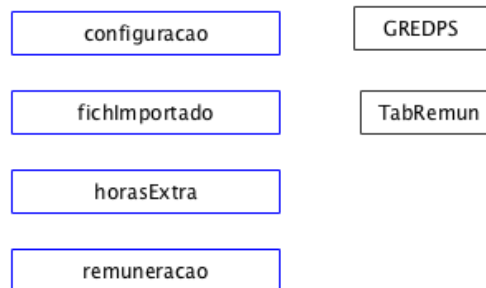 configuracao
GREDPS
fichImportado
TabRemun
horasExtra
remuneracao